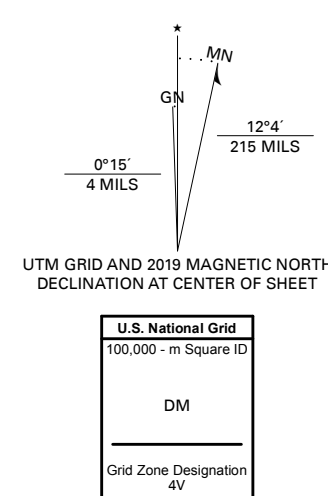 ★
MN
GN
12°4´
215 MILS
0°15´
4 MILS
UTM GRID AND 2019 MAGNETIC NORTH
DECLINATION AT CENTER OF SHEET
U.S. National Grid
100,000 - m Square ID
DM
Grid Zone Designation
4V